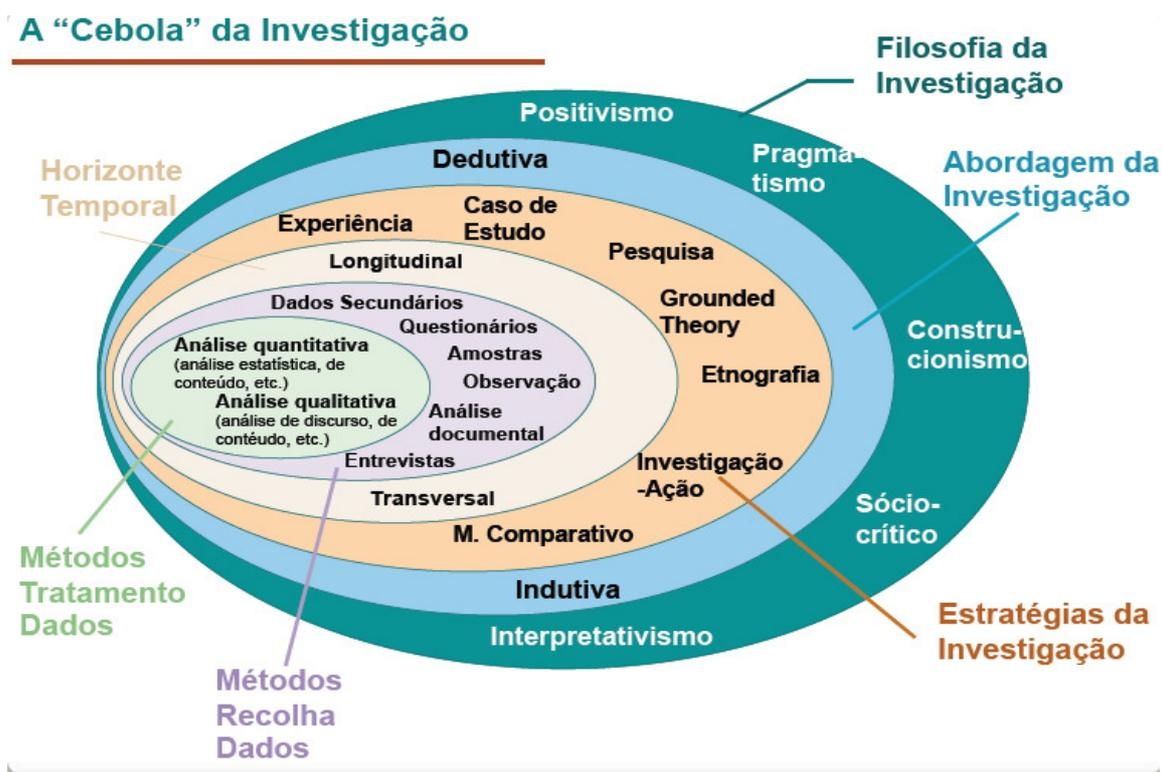 A “Cebola” da Investigação
Filosofia da
Investigação
Positivismo
Pragma-
tismo
Abordagem da
Investigação
Dedutiva
Horizonte
Temporal
Caso de
Estudo
Experiência
Pesquisa
Longitudinal
Grounded
Theory
Dados Secundários
Questionários
Constru-
cionismo
Análise quantitativa
(análise estatística, de
conteúdo, etc.)
Amostras
Observação
Etnografia
Análise qualitativa
(análise de discurso, de
contéudo, etc.)
Análise
documental
Entrevistas
Investigação
-Ação
Transversal
Sócio-
crítico
M. Comparativo
Métodos
Tratamento
Dados
Indutiva
Interpretativismo
Estratégias da
Investigação
Métodos
Recolha
Dados